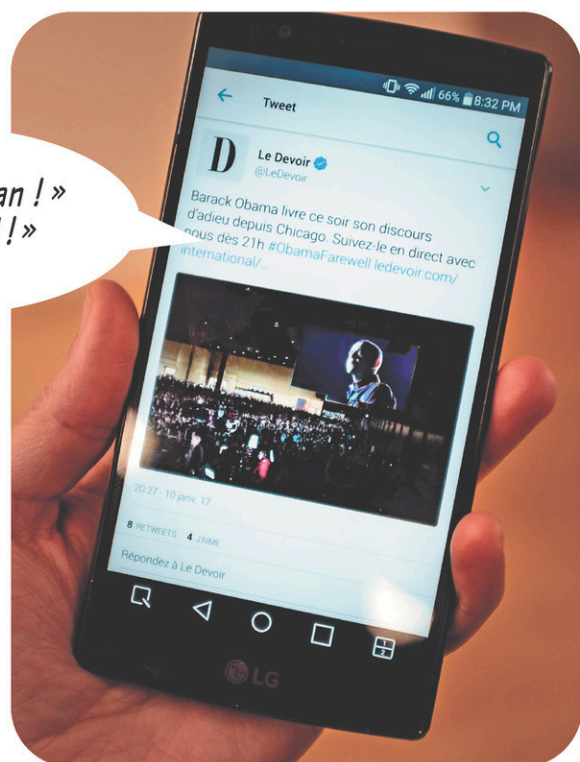 66% 8:32 PM
Tweet
D
Le Devoir
@LeDevoir
an ! »
! »
Barack Obama livre ce soir son discours
d'adieu depuis Chicago. Suivez-le en direct avec
nous dès 21h #ObamaFarewell ledevoir.com/
international/...
20:27 · 10 janv. 17
8 RETWEETS 4 J'AIME
Répondez à Le Devoir
1
2
LG